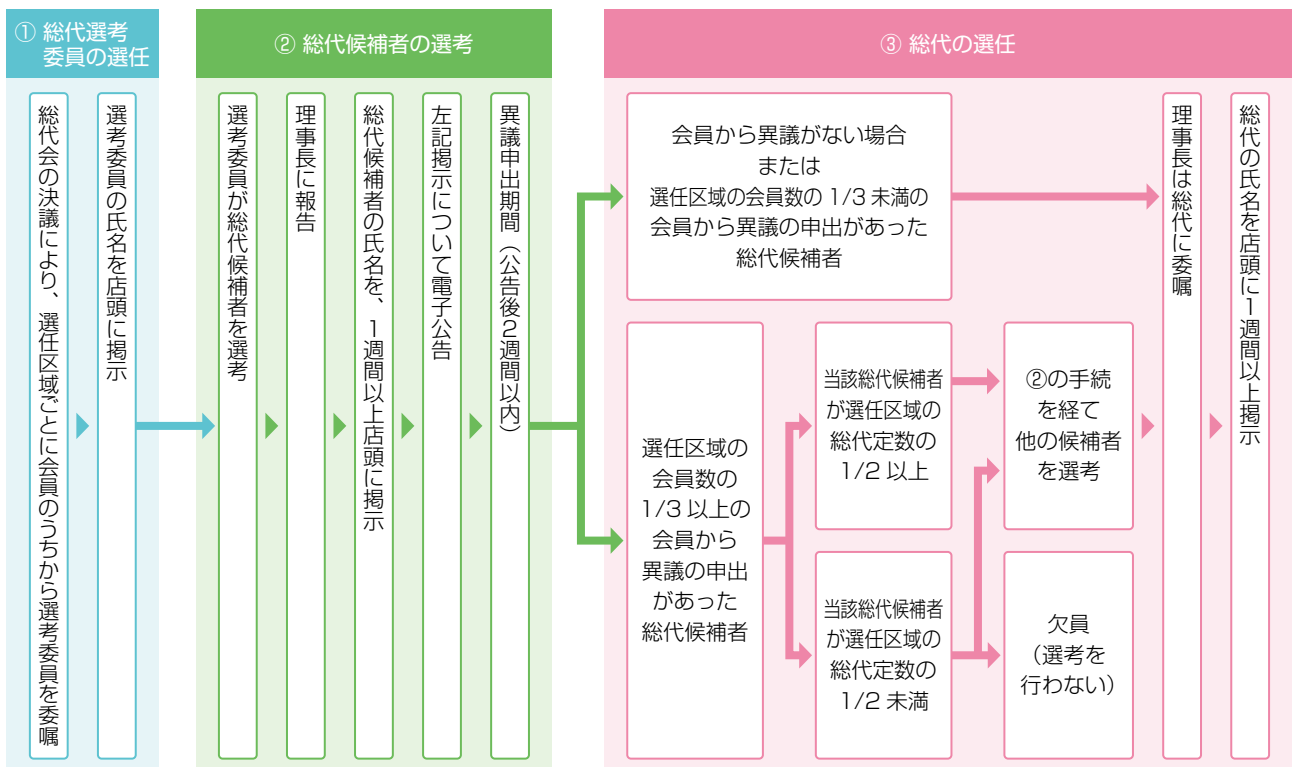 ① 総代選考
委員の選任
総代会の決議により、選任区域ごとに会員のうちから選考委員を委嘱
選考委員の氏名を店頭に掲示
② 総代候補者の選考
選考委員が総代候補者を選考
理事長に報告
総代候補者の氏名を、1週間以上店頭に掲示
左記掲示について電子公告
異議申出期間（公告後2週間以内）
③ 総代の選任
会員から異議がない場合
または
選任区域の会員数の 1/3 未満の
会員から異議の申出があった
総代候補者
選任区域の
会員数の
1/3 以上の
会員から
異議の申出
があった
総代候補者
当該総代候補者
が選任区域の
総代定数の
1/2 以上
当該総代候補者
が選任区域の
総代定数の
1/2 未満
②の手続
を経て
他の候補者
を選考
欠員
（選考を
行わない）
理事長は総代に委嘱
総代の氏名を店頭に1週間以上掲示